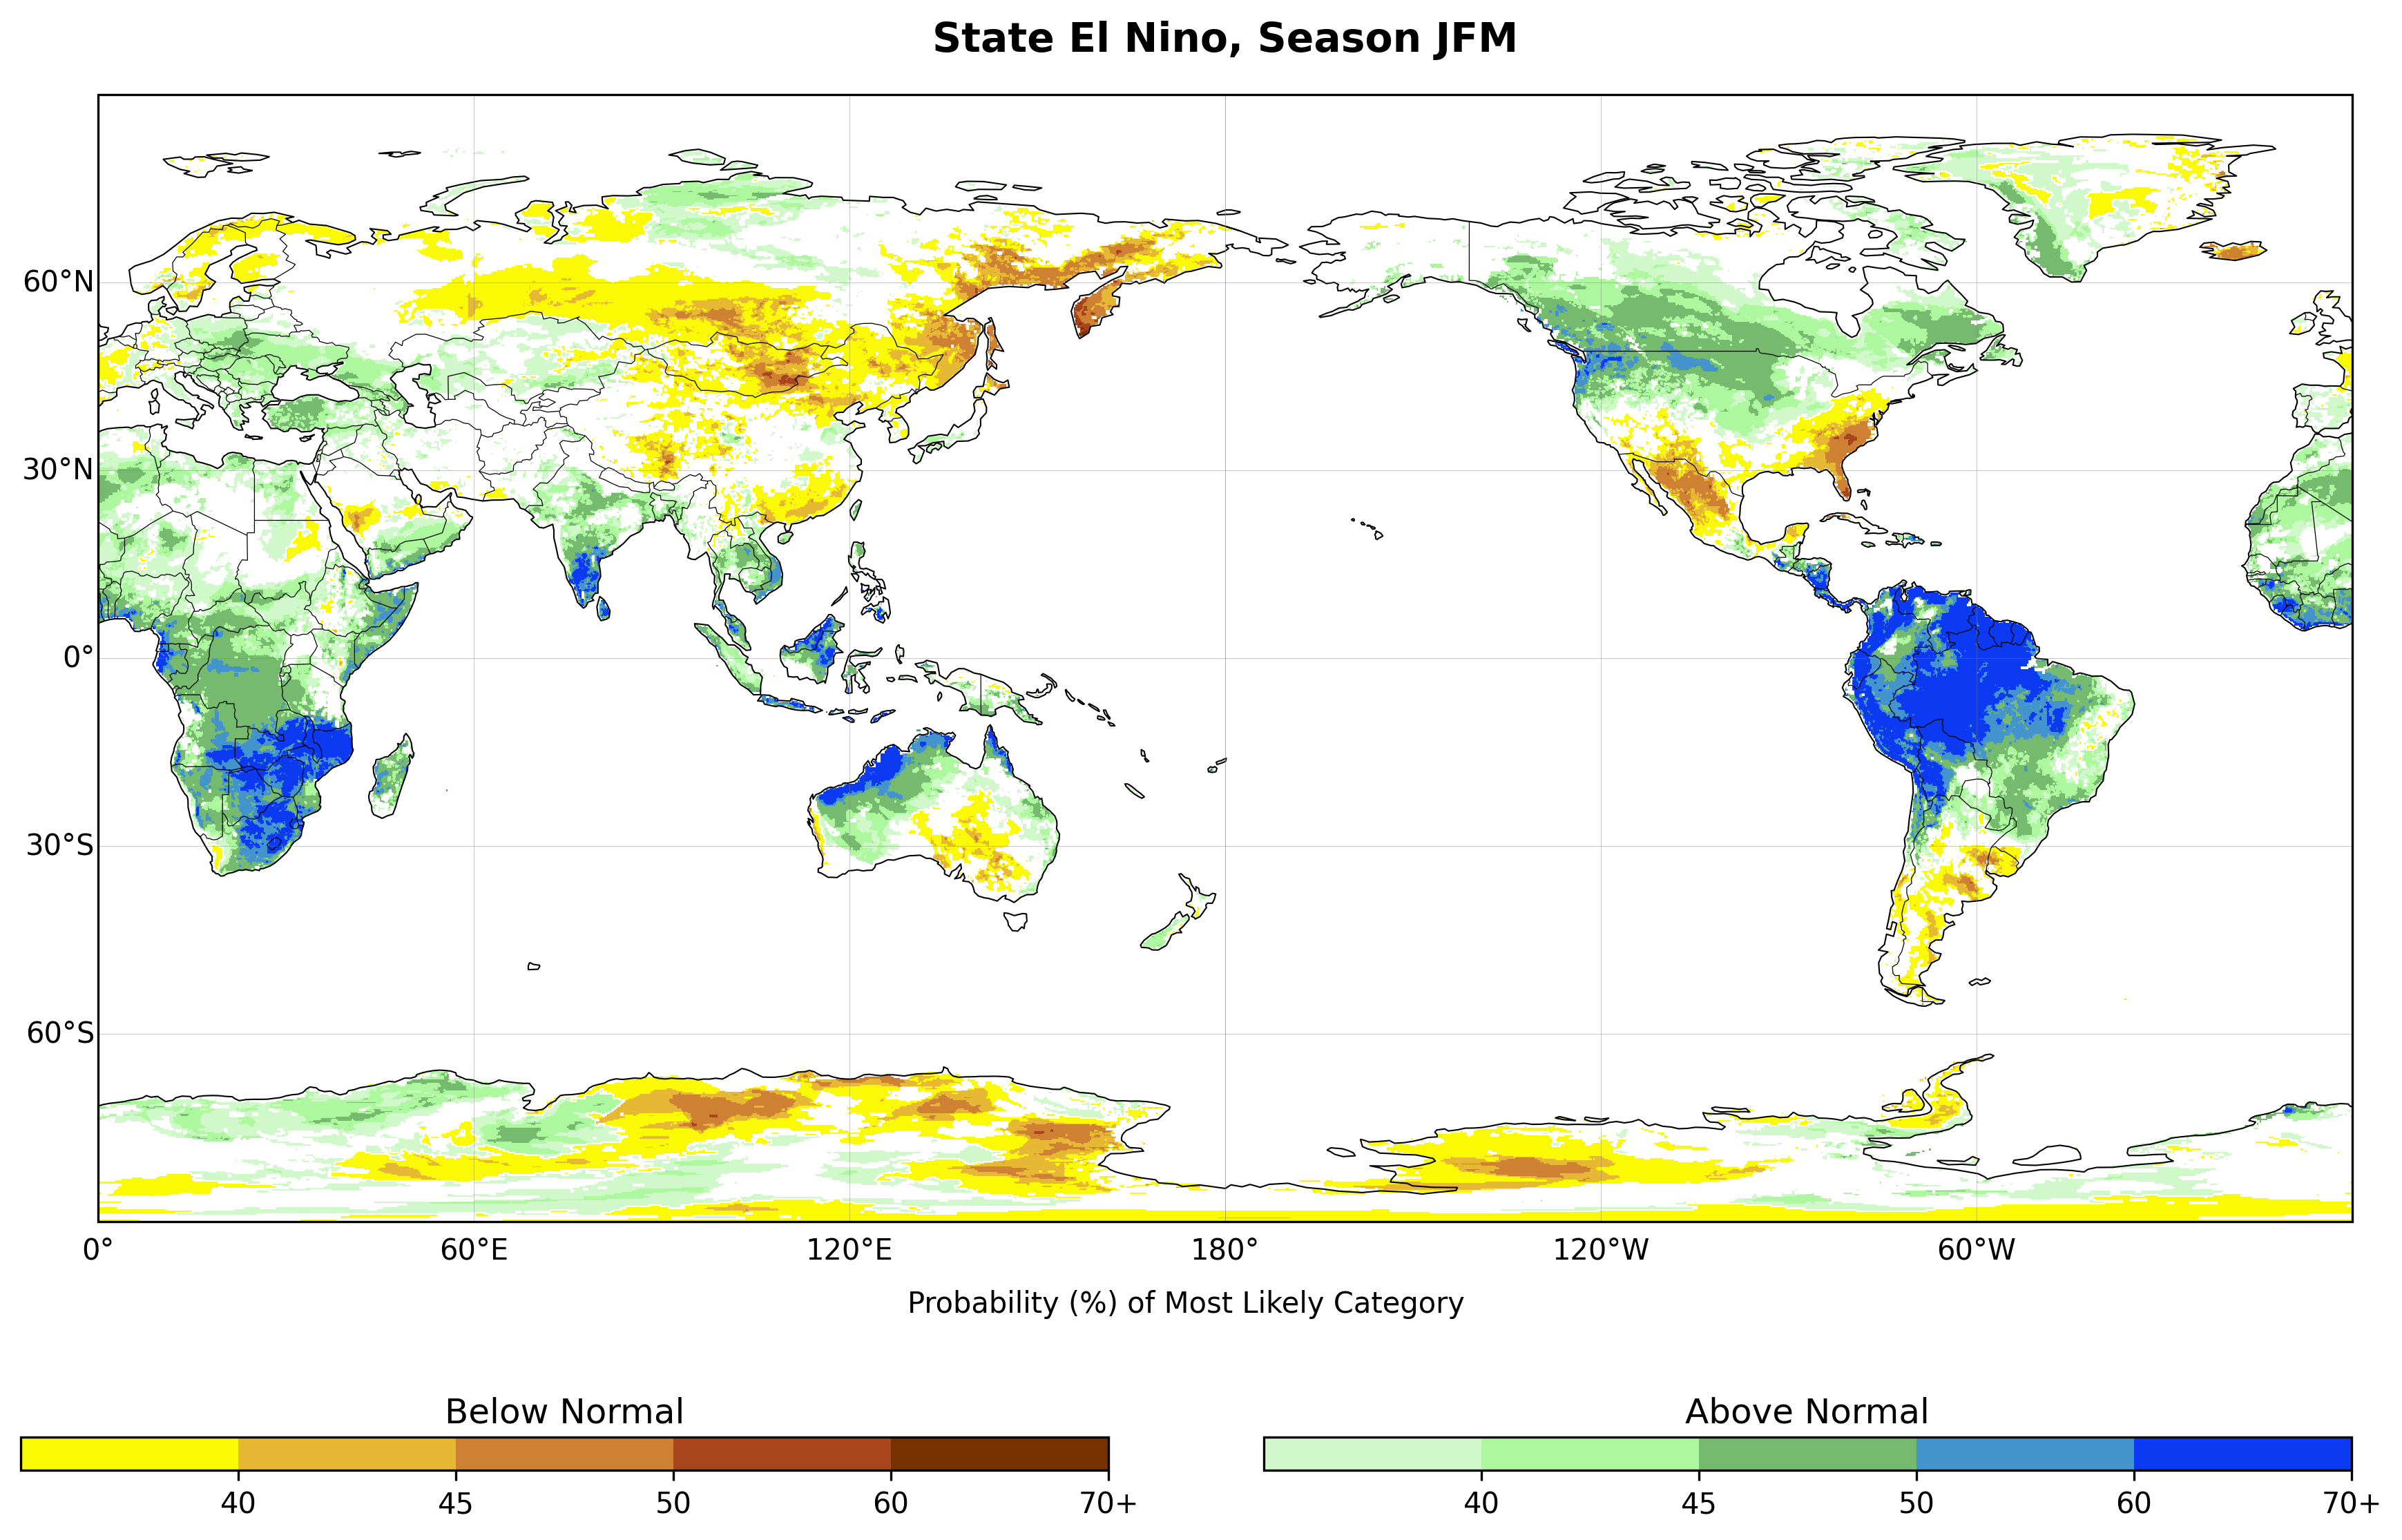 State El Nino, Season JFM
60°N
30°N
0°
30°S
60°S
0° 60°E 120°E 180° 120°W 60°W
Probability (%) of Most Likely Category
Below Normal
40 45 50 60 70+
Above Normal
40 45 50 60 70+